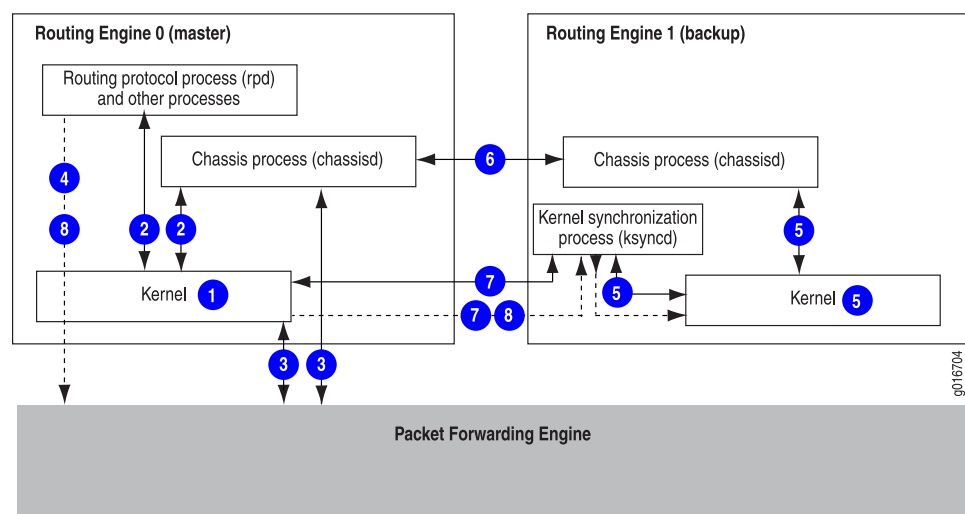 Routing Engine 0 (master)
Routing protocol process (rpd)
and other processes
Chassis process (chassisd)
4
8
2
2
Kernel 1
3
3
6
7
7 8
Routing Engine 1 (backup)
Chassis process (chassisd)
Kernel synchronization
process (ksyncd)
5
5
Kernel 5
g016704
Packet Forwarding Engine